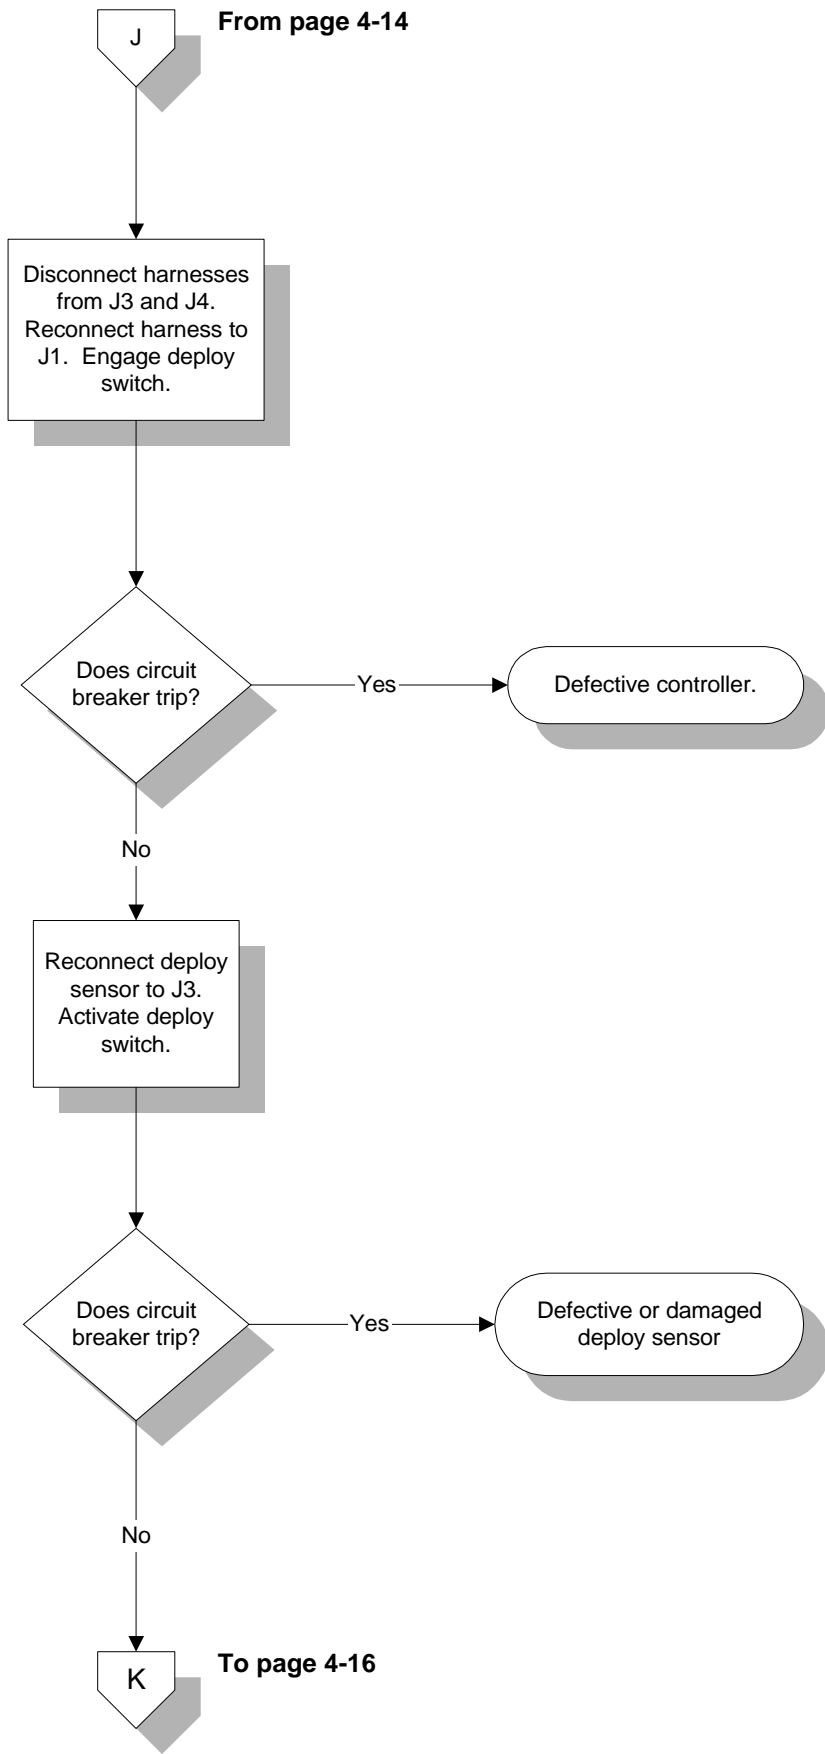 J
From page 4-14
Disconnect harnesses
from J3 and J4.
Reconnect harness to
J1.  Engage deploy
switch.
Does circuit
breaker trip?
Yes
Defective controller.
No
Reconnect deploy
sensor to J3.
Activate deploy
switch.
Does circuit
breaker trip?
Yes
Defective or damaged
deploy sensor
No
K
To page 4-16